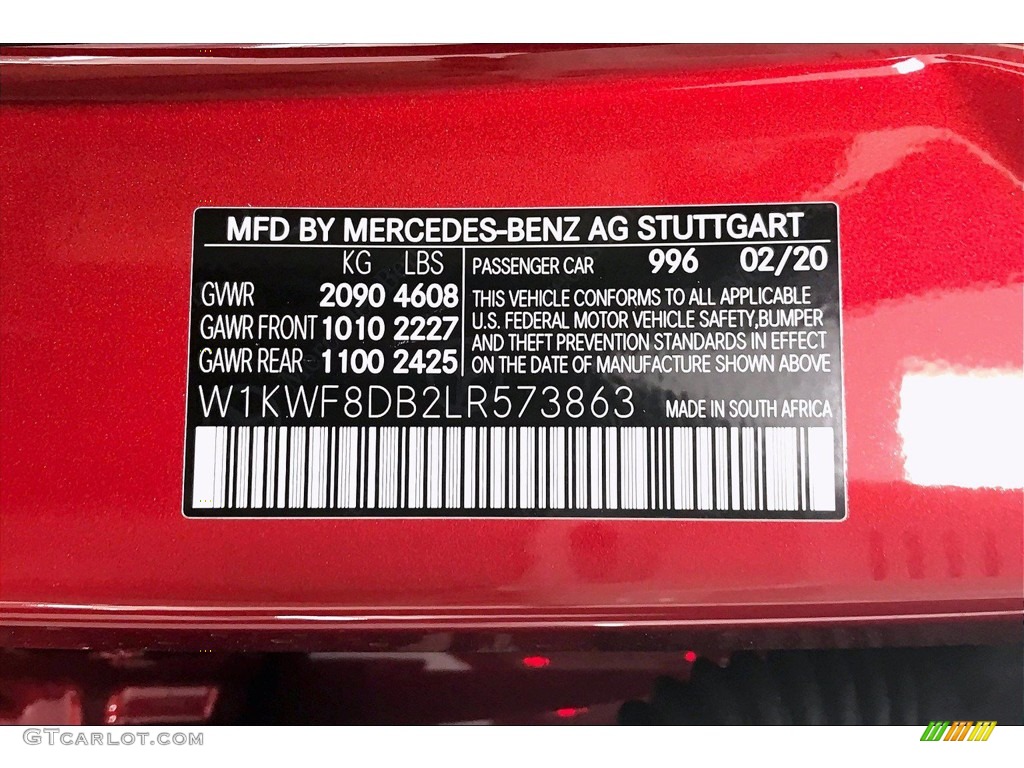 MFD BY MERCEDES-BENZ AG STUTTGART
KG LBS
GVWR 2090 4608
GAWR FRONT 1010 2227
GAWR REAR 1100 2425
PASSENGER CAR 996 02/20
THIS VEHICLE CONFORMS TO ALL APPLICABLE
U.S. FEDERAL MOTOR VEHICLE SAFETY,BUMPER
AND THEFT PREVENTION STANDARDS IN EFFECT
ON THE DATE OF MANUFACTURE SHOWN ABOVE
W1KWF8DB2LR573863 MADE IN SOUTH AFRICA
GTCARLOT.COM